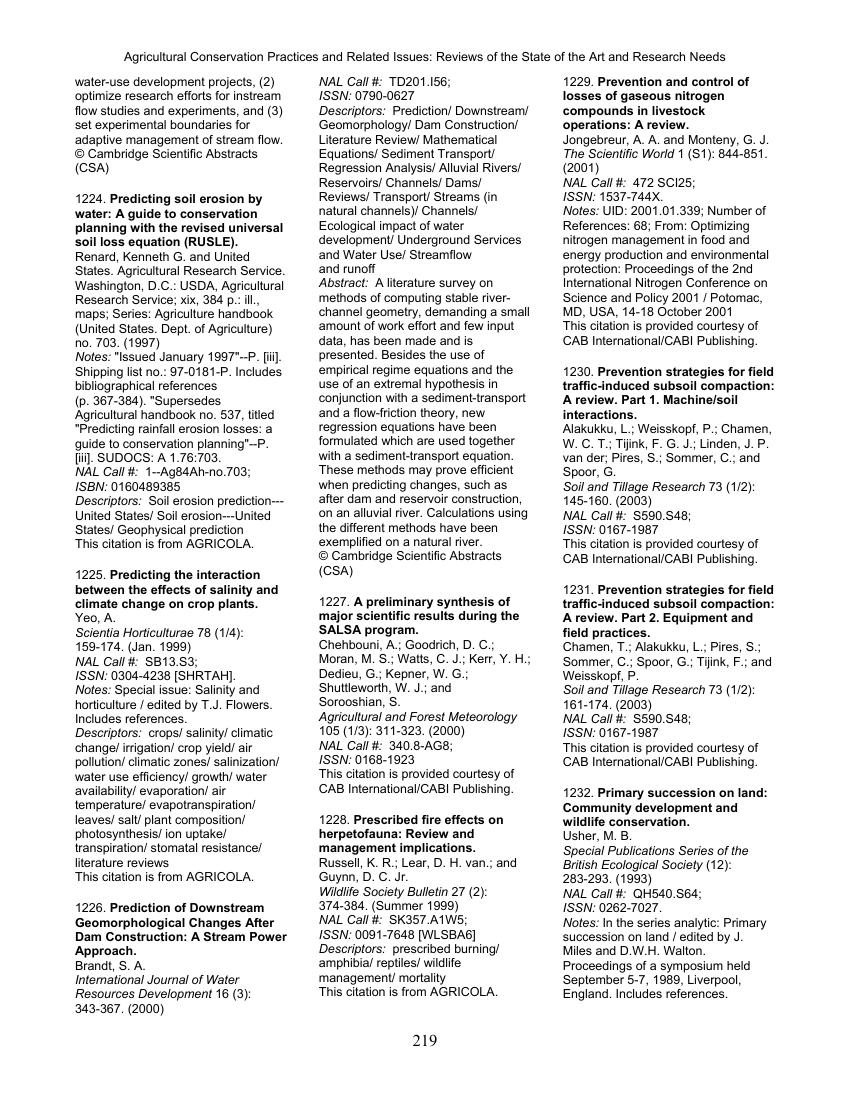 Agricultural Conservation Practices and Related Issues: Reviews of the State of the Art and Research Needs
water-use development projects, (2)
optimize research efforts for instream
flow studies and experiments, and (3)
set experimental boundaries for
adaptive management of stream flow.
© Cambridge Scientific Abstracts
(CSA)
1224. Predicting soil erosion by
water: A guide to conservation
planning with the revised universal
soil loss equation (RUSLE).
Renard, Kenneth G. and United
States. Agricultural Research Service.
Washington, D.C.: USDA, Agricultural
Research Service; xix, 384 p.: ill.,
maps; Series: Agriculture handbook
(United States. Dept. of Agriculture)
no. 703. (1997)
Notes: "Issued January 1997"--P. [iii].
Shipping list no.: 97-0181-P. Includes
bibliographical references
(p. 367-384). "Supersedes
Agricultural handbook no. 537, titled
"Predicting rainfall erosion losses: a
guide to conservation planning"--P.
[iii]. SUDOCS: A 1.76:703.
NAL Call #: 1--Ag84Ah-no.703;
ISBN: 0160489385
Descriptors: Soil erosion prediction---
United States/ Soil erosion---United
States/ Geophysical prediction
This citation is from AGRICOLA.
1225. Predicting the interaction
between the effects of salinity and
climate change on crop plants.
Yeo, A.
Scientia Horticulturae 78 (1/4):
159-174. (Jan. 1999)
NAL Call #: SB13.S3;
ISSN: 0304-4238 [SHRTAH].
Notes: Special issue: Salinity and
horticulture / edited by T.J. Flowers.
Includes references.
Descriptors: crops/ salinity/ climatic
change/ irrigation/ crop yield/ air
pollution/ climatic zones/ salinization/
water use efficiency/ growth/ water
availability/ evaporation/ air
temperature/ evapotranspiration/
leaves/ salt/ plant composition/
photosynthesis/ ion uptake/
transpiration/ stomatal resistance/
literature reviews
This citation is from AGRICOLA.
1226. Prediction of Downstream
Geomorphological Changes After
Dam Construction: A Stream Power
Approach.
Brandt, S. A.
International Journal of Water
Resources Development 16 (3):
343-367. (2000)
NAL Call #: TD201.I56;
ISSN: 0790-0627
Descriptors: Prediction/ Downstream/
Geomorphology/ Dam Construction/
Literature Review/ Mathematical
Equations/ Sediment Transport/
Regression Analysis/ Alluvial Rivers/
Reservoirs/ Channels/ Dams/
Reviews/ Transport/ Streams (in
natural channels)/ Channels/
Ecological impact of water
development/ Underground Services
and Water Use/ Streamflow
and runoff
Abstract: A literature survey on
methods of computing stable river-
channel geometry, demanding a small
amount of work effort and few input
data, has been made and is
presented. Besides the use of
empirical regime equations and the
use of an extremal hypothesis in
conjunction with a sediment-transport
and a flow-friction theory, new
regression equations have been
formulated which are used together
with a sediment-transport equation.
These methods may prove efficient
when predicting changes, such as
after dam and reservoir construction,
on an alluvial river. Calculations using
the different methods have been
exemplified on a natural river.
© Cambridge Scientific Abstracts
(CSA)
1227. A preliminary synthesis of
major scientific results during the
SALSA program.
Chehbouni, A.; Goodrich, D. C.;
Moran, M. S.; Watts, C. J.; Kerr, Y. H.;
Dedieu, G.; Kepner, W. G.;
Shuttleworth, W. J.; and
Sorooshian, S.
Agricultural and Forest Meteorology
105 (1/3): 311-323. (2000)
NAL Call #: 340.8-AG8;
ISSN: 0168-1923
This citation is provided courtesy of
CAB International/CABI Publishing.
1228. Prescribed fire effects on
herpetofauna: Review and
management implications.
Russell, K. R.; Lear, D. H. van.; and
Guynn, D. C. Jr.
Wildlife Society Bulletin 27 (2):
374-384. (Summer 1999)
NAL Call #: SK357.A1W5;
ISSN: 0091-7648 [WLSBA6]
Descriptors: prescribed burning/
amphibia/ reptiles/ wildlife
management/ mortality
This citation is from AGRICOLA.
1229. Prevention and control of
losses of gaseous nitrogen
compounds in livestock
operations: A review.
Jongebreur, A. A. and Monteny, G. J.
The Scientific World 1 (S1): 844-851.
(2001)
NAL Call #: 472 SCI25;
ISSN: 1537-744X.
Notes: UID: 2001.01.339; Number of
References: 68; From: Optimizing
nitrogen management in food and
energy production and environmental
protection: Proceedings of the 2nd
International Nitrogen Conference on
Science and Policy 2001 / Potomac,
MD, USA, 14-18 October 2001
This citation is provided courtesy of
CAB International/CABI Publishing.
1230. Prevention strategies for field
traffic-induced subsoil compaction:
A review. Part 1. Machine/soil
interactions.
Alakukku, L.; Weisskopf, P.; Chamen,
W. C. T.; Tijink, F. G. J.; Linden, J. P.
van der; Pires, S.; Sommer, C.; and
Spoor, G.
Soil and Tillage Research 73 (1/2):
145-160. (2003)
NAL Call #: S590.S48;
ISSN: 0167-1987
This citation is provided courtesy of
CAB International/CABI Publishing.
1231. Prevention strategies for field
traffic-induced subsoil compaction:
A review. Part 2. Equipment and
field practices.
Chamen, T.; Alakukku, L.; Pires, S.;
Sommer, C.; Spoor, G.; Tijink, F.; and
Weisskopf, P.
Soil and Tillage Research 73 (1/2):
161-174. (2003)
NAL Call #: S590.S48;
ISSN: 0167-1987
This citation is provided courtesy of
CAB International/CABI Publishing.
1232. Primary succession on land:
Community development and
wildlife conservation.
Usher, M. B.
Special Publications Series of the
British Ecological Society (12):
283-293. (1993)
NAL Call #: QH540.S64;
ISSN: 0262-7027.
Notes: In the series analytic: Primary
succession on land / edited by J.
Miles and D.W.H. Walton.
Proceedings of a symposium held
September 5-7, 1989, Liverpool,
England. Includes references.
219